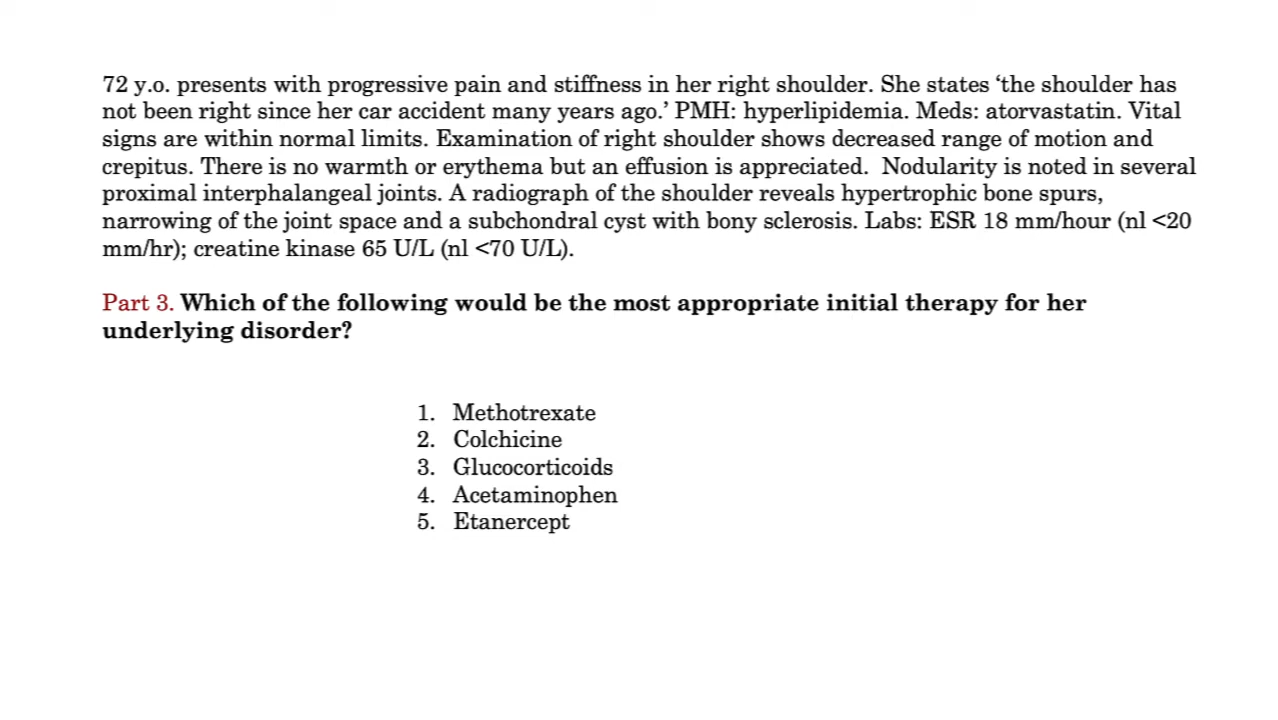 72 y.o. presents with progressive pain and stiffness in her right shoulder. She states ‘the shoulder has
not been right since her car accident many years ago.’ PMH: hyperlipidemia. Meds: atorvastatin. Vital
signs are within normal limits. Examination of right shoulder shows decreased range of motion and
crepitus. There is no warmth or erythema but an effusion is appreciated.  Nodularity is noted in several
proximal interphalangeal joints. A radiograph of the shoulder reveals hypertrophic bone spurs,
narrowing of the joint space and a subchondral cyst with bony sclerosis. Labs: ESR 18 mm/hour (nl <20
mm/hr); creatine kinase 65 U/L (nl <70 U/L).
Part 3. Which of the following would be the most appropriate initial therapy for her
underlying disorder?
1. Methotrexate
2. Colchicine
3. Glucocorticoids
4. Acetaminophen
5. Etanercept